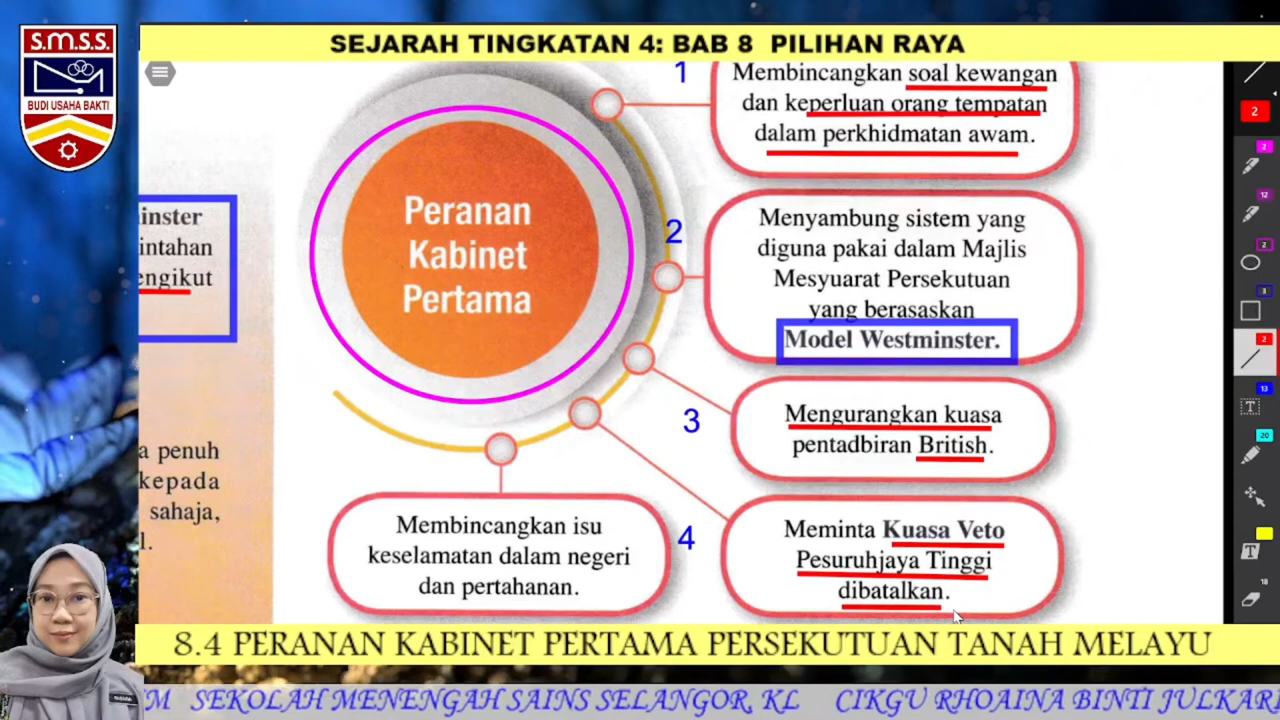 S.M.S.S.
BUDI USAHA BAKTI
SEJARAH TINGKATAN 4: BAB 8 PILIHAN RAYA
1
Membincangkan soal kewangan
dan keperluan orang tempatan
dalam perkhidmatan awam.
Peranan
Kabinet
Pertama
2
Menyambung sistem yang
diguna pakai dalam Majlis
Mesyuarat Persekutuan
yang berasaskan
Model Westminster.
3
Mengurangkan kuasa
pentadbiran British.
4
Meminta Kuasa Veto
Pesuruhjaya Tinggi
dibatalkan.
Membincangkan isu
keselamatan dalam negeri
dan pertahanan.
inster
intahan
engikut
a penuh
kepada
sahaja,
l.
8.4 PERANAN KABINET PERTAMA PERSEKUTUAN TANAH MELAYU
M SEKOLAH MENENGAH SAINS SELANGOR, KL CIKGU RHOAINA BINTI JULKAR